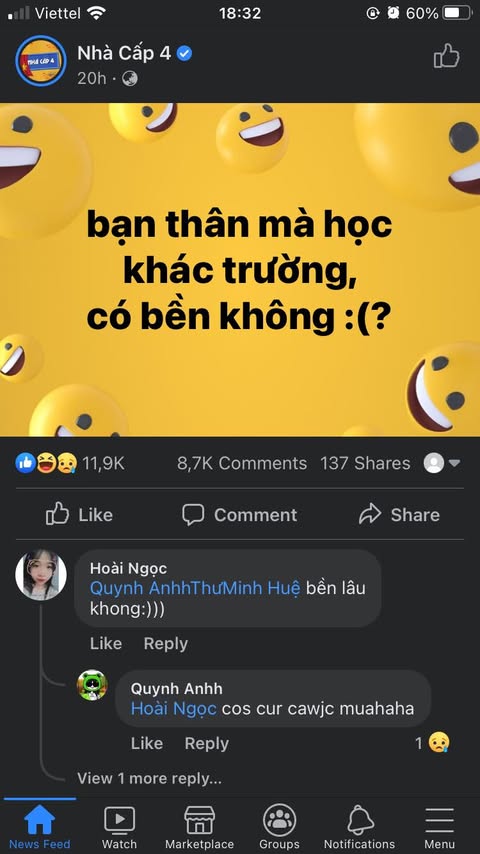 Viettel 18:32 60%
Nhà Cấp 4
20h ·
NHÀ CẤP 4
bạn thân mà học
khác trường,
có bền không :(?
11,9K 8,7K Comments 137 Shares
Like Comment Share
Hoài Ngọc
Quynh AnhhThưMinh Huệ bền lâu
khong:)))
Like Reply
Quynh Anhh
Hoài Ngọc cos cur cawjc muahaha
Like Reply 1
View 1 more reply...
News Feed Watch Marketplace Groups Notifications Menu